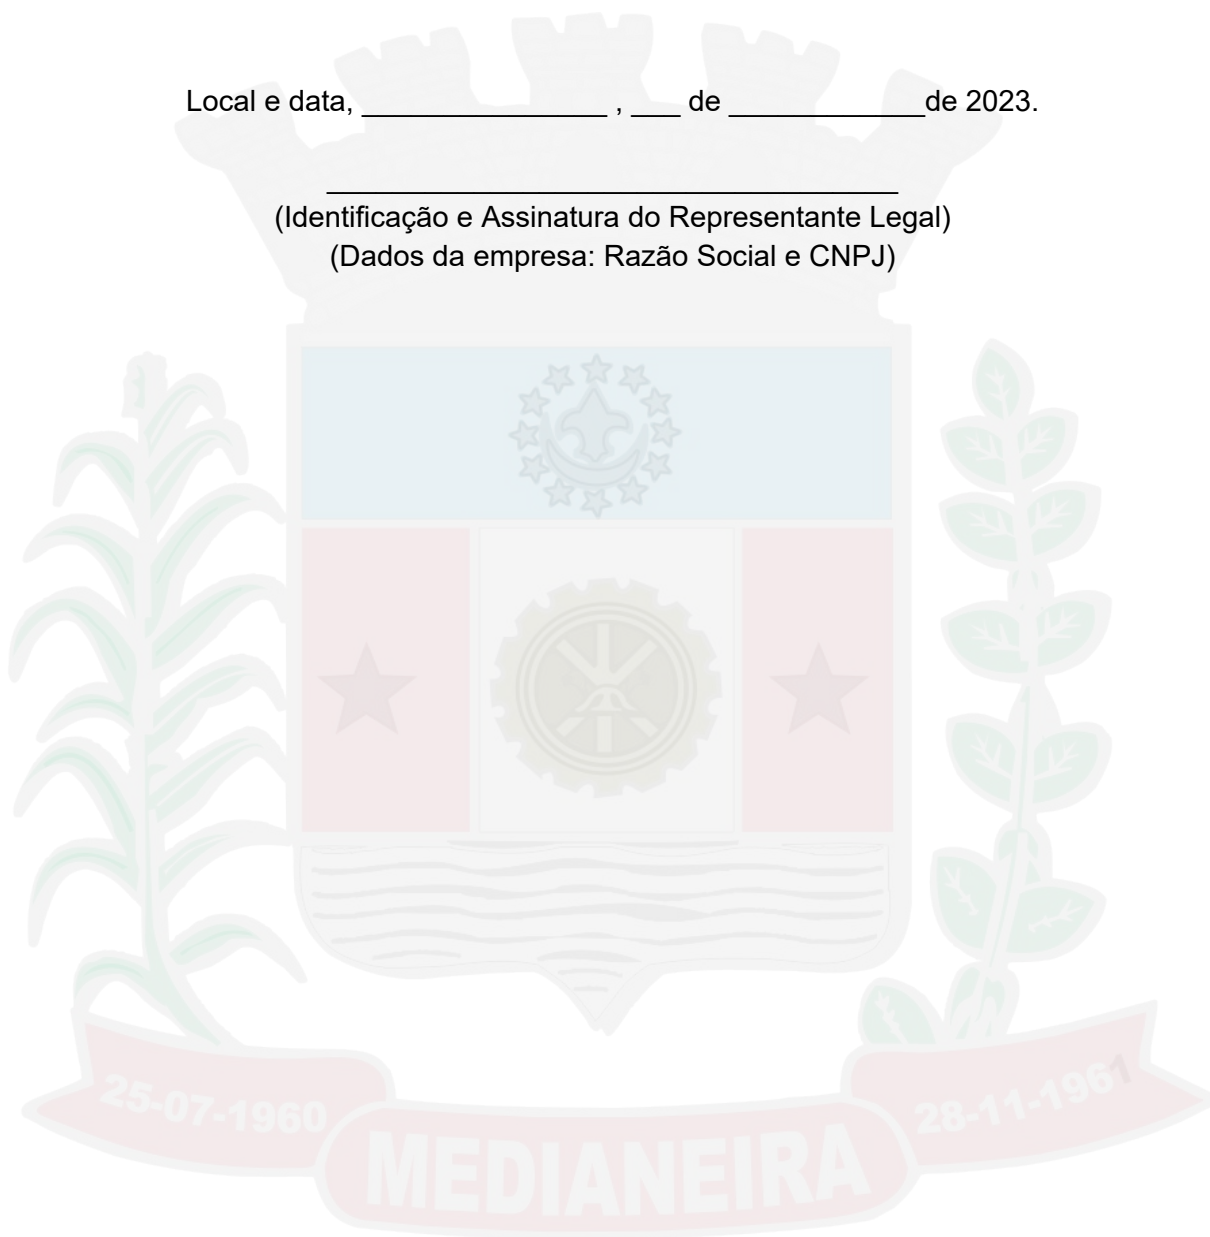 Local e data, _______________ , ___ de ____________de 2023.
___________________________________
(Identificação e Assinatura do Representante Legal)
(Dados da empresa: Razão Social e CNPJ)
25-07-1960
28-11-1961
MEDIANEIRA